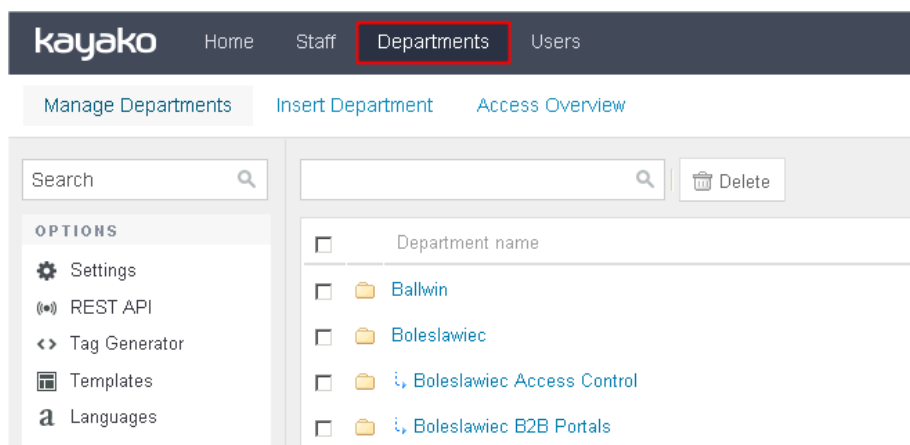 kayako Home Staff Departments Users
Manage Departments Insert Department Access Overview
Search
Delete
OPTIONS
Settings
REST API
Tag Generator
Templates
a Languages
Department name
Ballwin
Boleslawiec
Boleslawiec Access Control
Boleslawiec B2B Portals